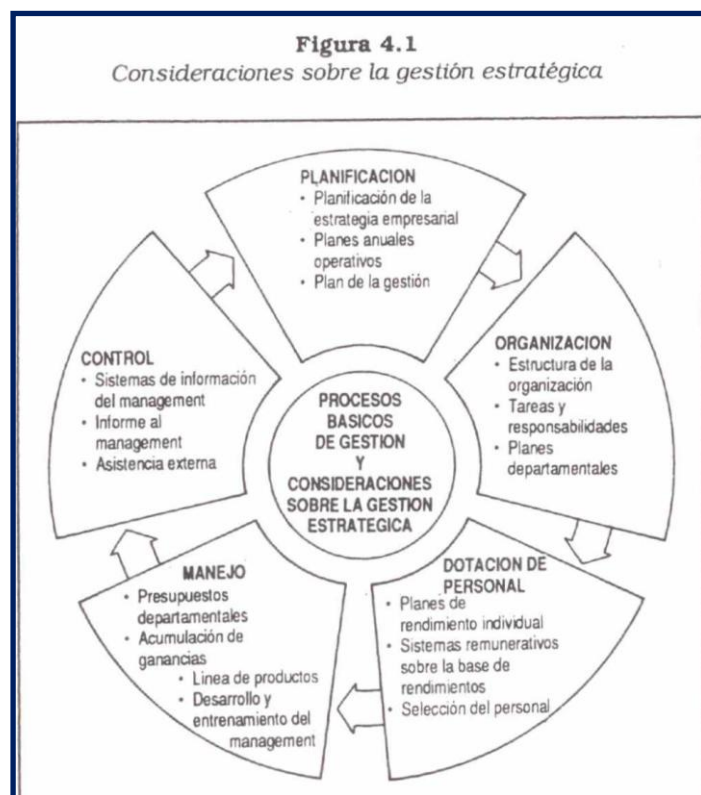 Figura 4.1
Consideraciones sobre la gestión estratégica
PLANIFICACION
• Planificación de la
estrategia empresarial
• Planes anuales
operativos
• Plan de la gestión
ORGANIZACION
• Estructura de la
organización
• Tareas y
responsabilidades
• Planes
departamentales
DOTACION DE
PERSONAL
• Planes de
rendimiento individual
• Sistemas remunerativos
sobre la base de
rendimientos
• Selección del personal
MANEJO
• Presupuestos
departamentales
• Acumulación de
ganancias
• Linea de productos
• Desarrollo y
entrenamiento del
management
CONTROL
• Sistemas de información
del management
• Informe al
management
• Asistencia externa
PROCESOS
BASICOS
DE GESTION
Y
CONSIDERACIONES
SOBRE LA GESTION
ESTRATEGICA